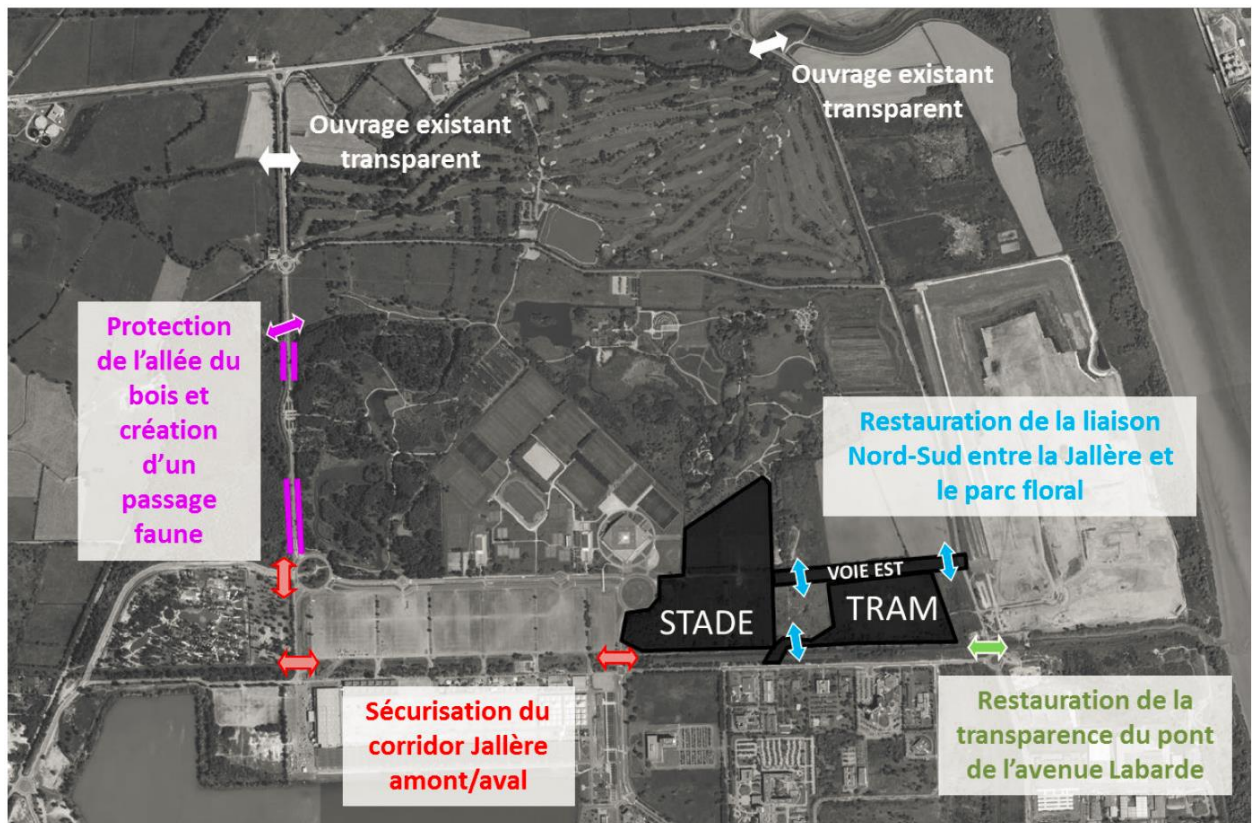 Ouvrage existant
transparent
Ouvrage existant
transparent
Protection
de l'allée du
bois et
création
d'un
passage
faune
Restauration de la liaison
Nord-Sud entre la Jallère et
le parc floral
VOIE EST
STADE
TRAM
Sécurisation du
corridor Jallère
amont/aval
Restauration de la
transparence du pont
de l'avenue Labarde